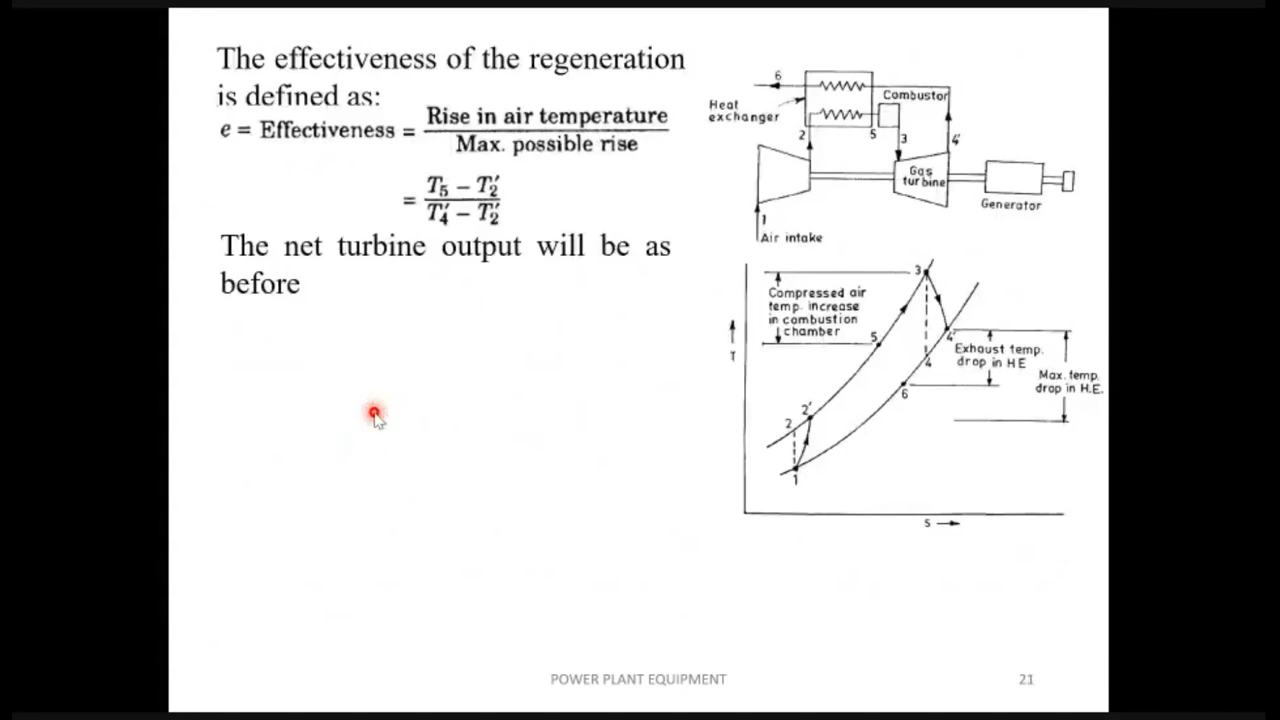 The effectiveness of the regeneration
is defined as:
e = Effectiveness = Rise in air temperature / Max. possible rise
= T₅ − T₂′ / T₄′ − T₂′
The net turbine output will be as
before
6
Heat
exchanger
Combustor
2
5
3
4′
Gas
turbine
Generator
1
Air intake
3
Compressed air
temp. increase
in combustion
chamber
5
4′
Exhaust temp.
drop in HE
4
Max. temp.
drop in H.E.
6
2′
2
1
T
S
POWER PLANT EQUIPMENT
21